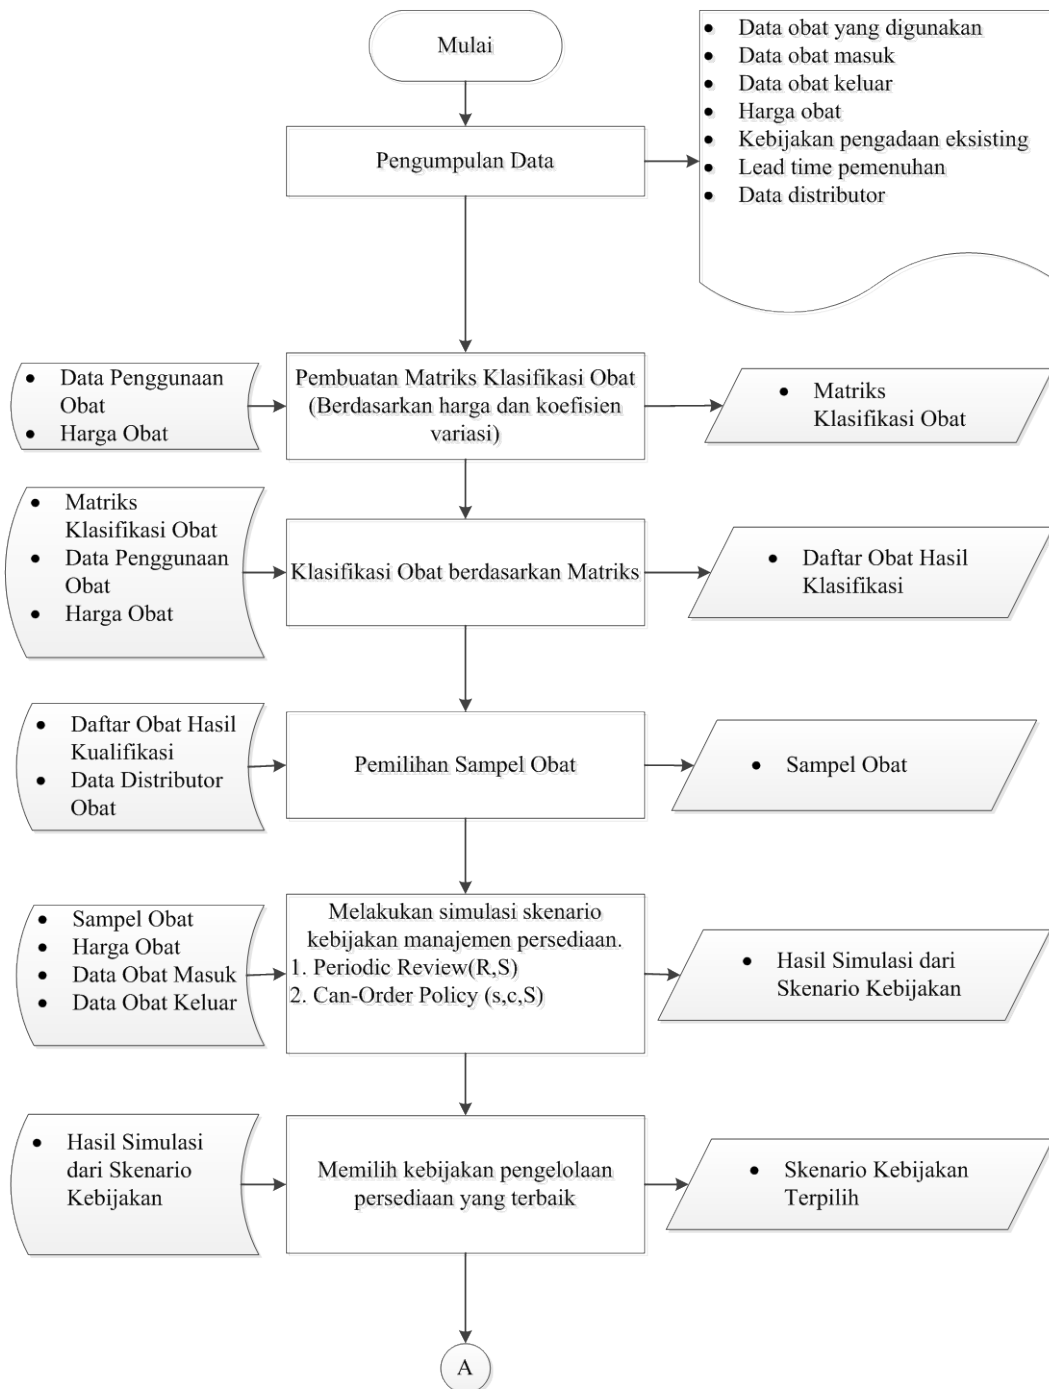 Mulai
• Data obat yang digunakan
• Data obat masuk
• Data obat keluar
• Harga obat
• Kebijakan pengadaan eksisting
• Lead time pemenuhan
• Data distributor
Pengumpulan Data
• Data Penggunaan
Obat
• Harga Obat
Pembuatan Matriks Klasifikasi Obat
(Berdasarkan harga dan koefisien
variasi)
• Matriks
Klasifikasi Obat
• Matriks
Klasifikasi Obat
• Data Penggunaan
Obat
• Harga Obat
Klasifikasi Obat berdasarkan Matriks
• Daftar Obat Hasil
Klasifikasi
• Daftar Obat Hasil
Kualifikasi
• Data Distributor
Obat
Pemilihan Sampel Obat
• Sampel Obat
• Sampel Obat
• Harga Obat
• Data Obat Masuk
• Data Obat Keluar
Melakukan simulasi skenario
kebijakan manajemen persediaan.
1. Periodic Review(R,S)
2. Can-Order Policy (s,c,S)
• Hasil Simulasi dari
Skenario Kebijakan
• Hasil Simulasi
dari Skenario
Kebijakan
Memilih kebijakan pengelolaan
persediaan yang terbaik
• Skenario Kebijakan
Terpilih
A